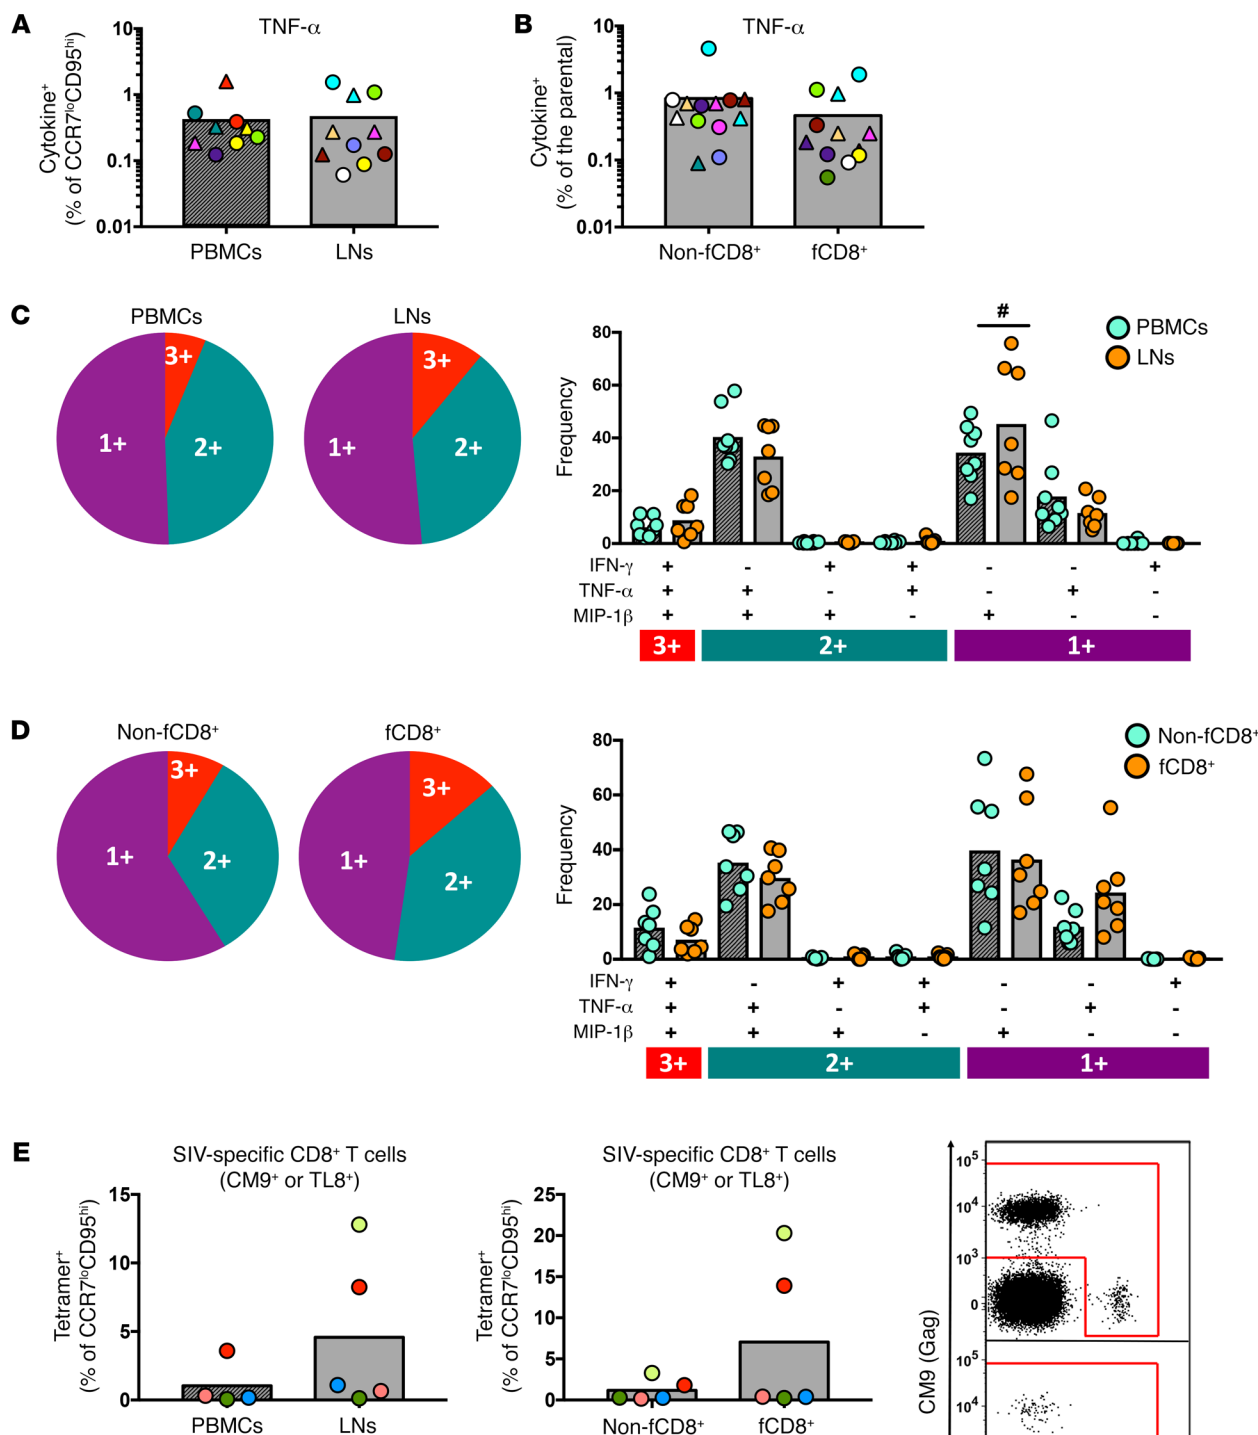 A
TNF-α
Cytokine⁺
(% of CCR7ˡᵒCD95ʰⁱ)
10
1
0.1
0.01
PBMCs
LNs
B
TNF-α
Cytokine⁺
(% of the parental)
10
1
0.1
0.01
Non-fCD8⁺
fCD8⁺
C
PBMCs
3+
1+
2+
LNs
3+
1+
2+
Frequency
80
60
40
20
0
#
PBMCs
LNs
IFN-γ + - + + - - +
TNF-α + + - + - + -
MIP-1β + + + - + - -
3+
2+
1+
D
Non-fCD8⁺
3+
1+
2+
fCD8⁺
3+
1+
2+
Frequency
80
60
40
20
0
Non-fCD8⁺
fCD8⁺
IFN-γ + - + + - - +
TNF-α + + - + - + -
MIP-1β + + + - + - -
3+
2+
1+
E
SIV-specific CD8⁺ T cells
(CM9⁺ or TL8⁺)
Tetramer⁺
(% of CCR7ˡᵒCD95ʰⁱ)
15
10
5
0
PBMCs
LNs
SIV-specific CD8⁺ T cells
(CM9⁺ or TL8⁺)
Tetramer⁺
(% of CCR7ˡᵒCD95ʰⁱ)
25
20
15
10
5
0
Non-fCD8⁺
fCD8⁺
CM9 (Gag)
10⁵
10⁴
10³
0
10⁵
10⁴